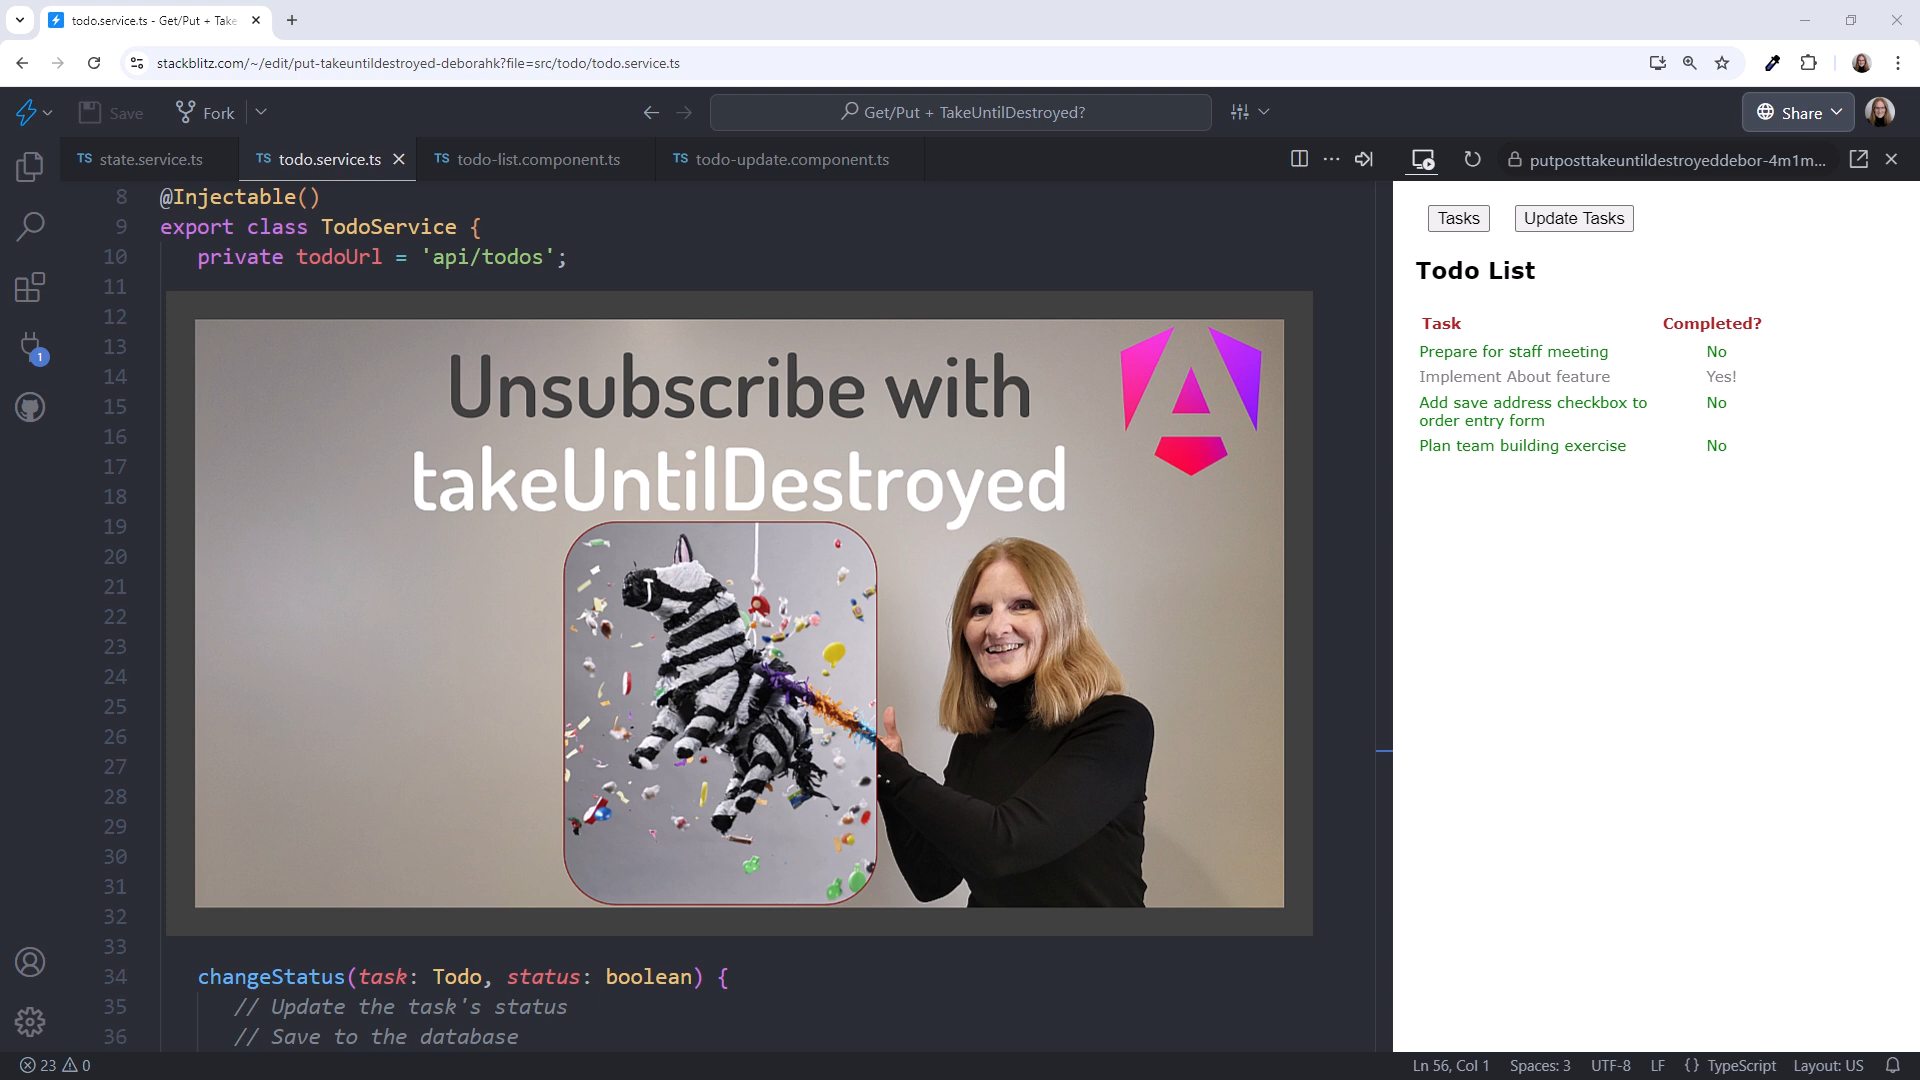 todo.service.ts - Get/Put + Take
stackblitz.com/~/edit/put-takeuntildestroyed-deborahk?file=src/todo/todo.service.ts
Save
Fork
Get/Put + TakeUntilDestroyed?
Share
TS state.service.ts
TS todo.service.ts
TS todo-list.component.ts
TS todo-update.component.ts
putposttakeuntildestroyeddebor-4m1m...
8 @Injectable()
9 export class TodoService {
10 private todoUrl = 'api/todos';
11
12
13
14
15
16
17
18
19
20
21
22
23
24
25
26
27
28
29
30
31
32
33
Unsubscribe with
takeUntilDestroyed
34 changeStatus(task: Todo, status: boolean) {
35 // Update the task's status
36 // Save to the database
1
Tasks
Update Tasks
Todo List
Task Completed?
Prepare for staff meeting No
Implement About feature Yes!
Add save address checkbox to No
order entry form
Plan team building exercise No
23 0
Ln 56, Col 1
Spaces: 3
UTF-8
LF
{} TypeScript
Layout: US